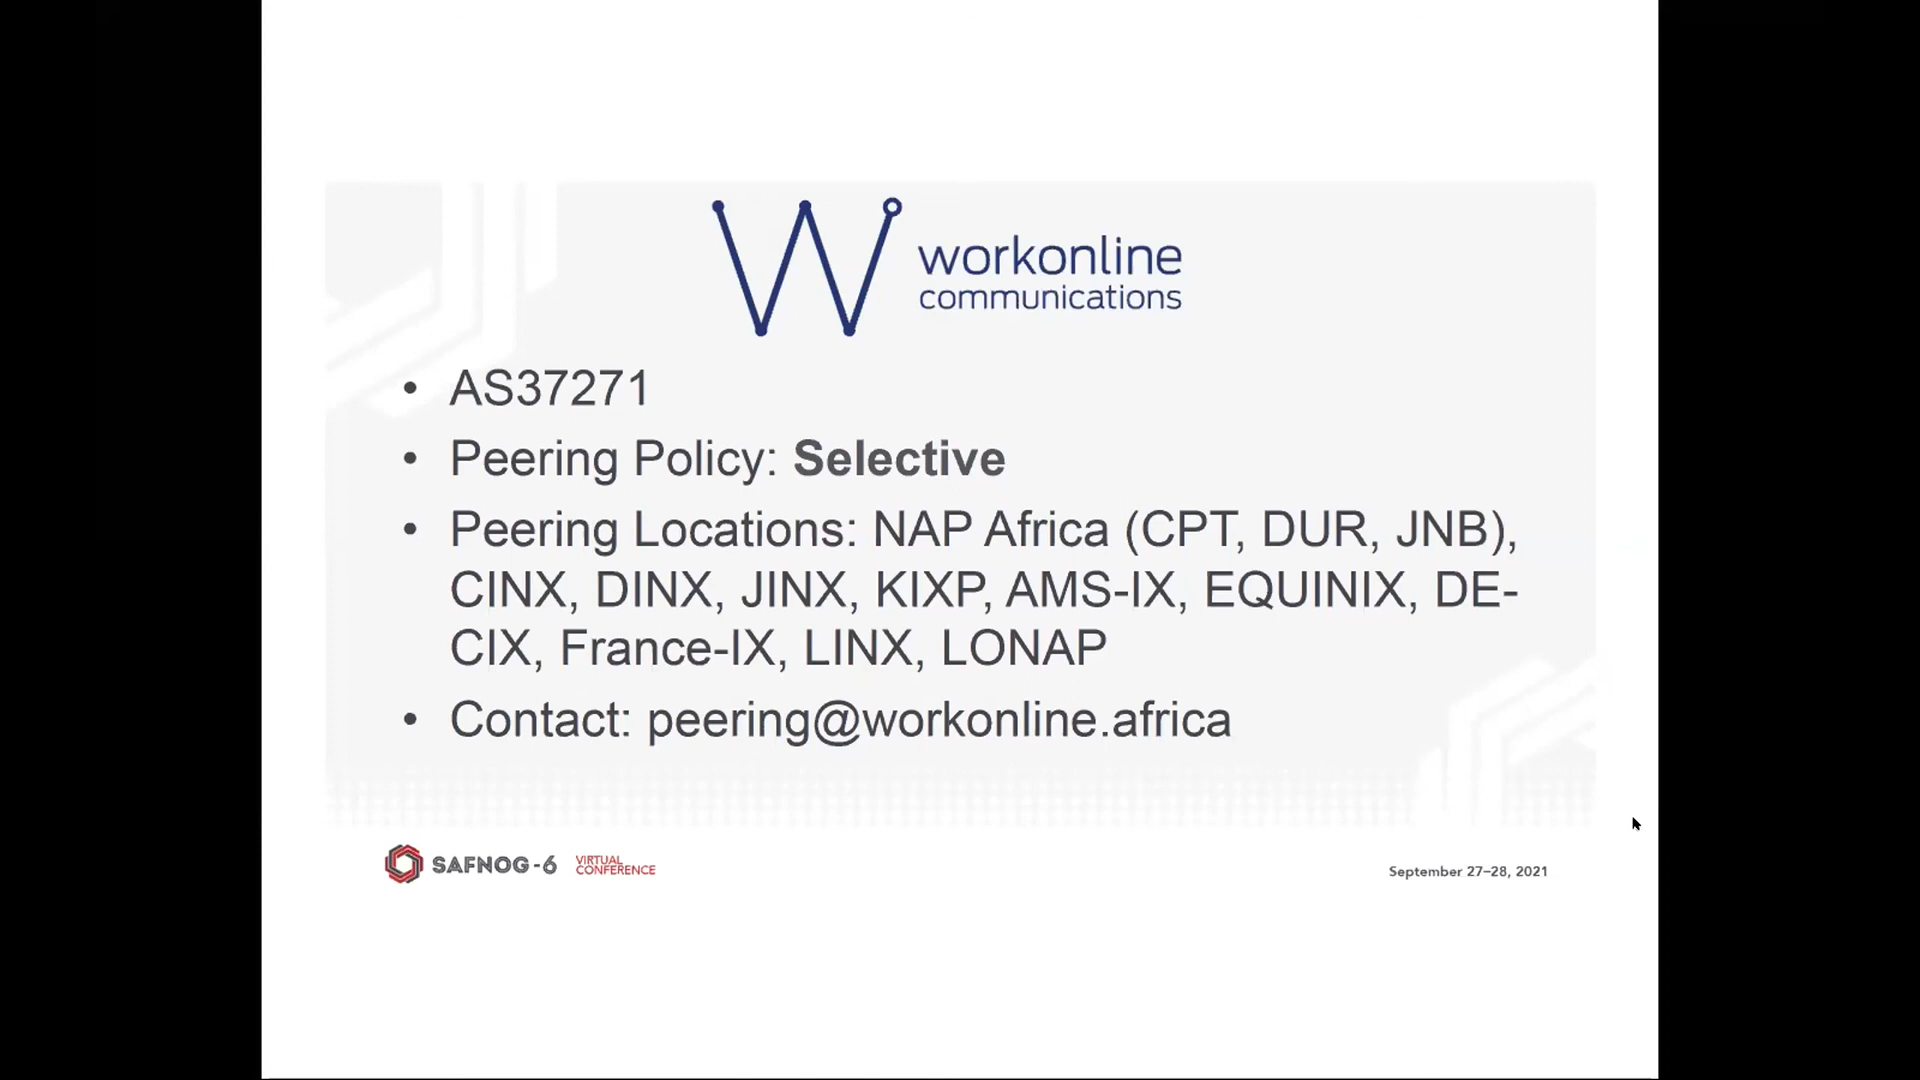 workonline
communications
• AS37271
• Peering Policy: Selective
• Peering Locations: NAP Africa (CPT, DUR, JNB),
CINX, DINX, JINX, KIXP, AMS-IX, EQUINIX, DE-
CIX, France-IX, LINX, LONAP
• Contact: peering@workonline.africa
SAFNOG-6 VIRTUAL
CONFERENCE
September 27–28, 2021